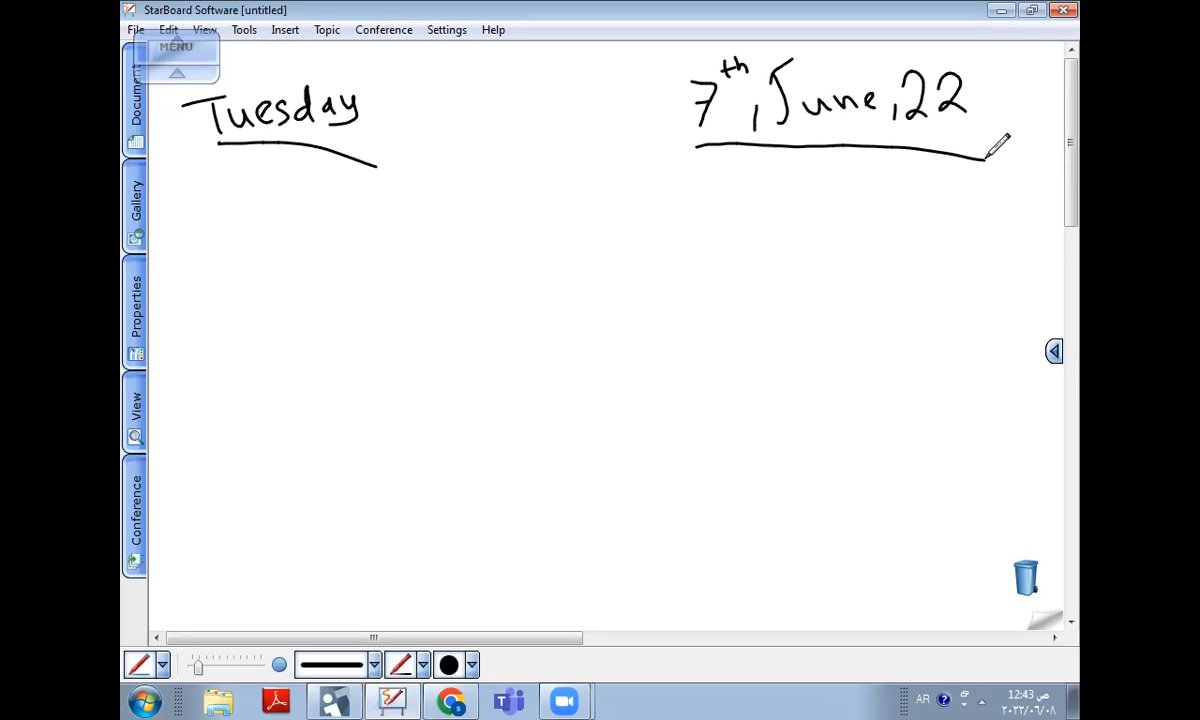 StarBoard Software [untitled]
File Edit View Tools Insert Topic Conference Settings Help
MENU
Document
Gallery
Properties
View
Conference
Tuesday 7th, June, 22
AR
12:43 ص
٢٠٢٢/٠٦/٠٨